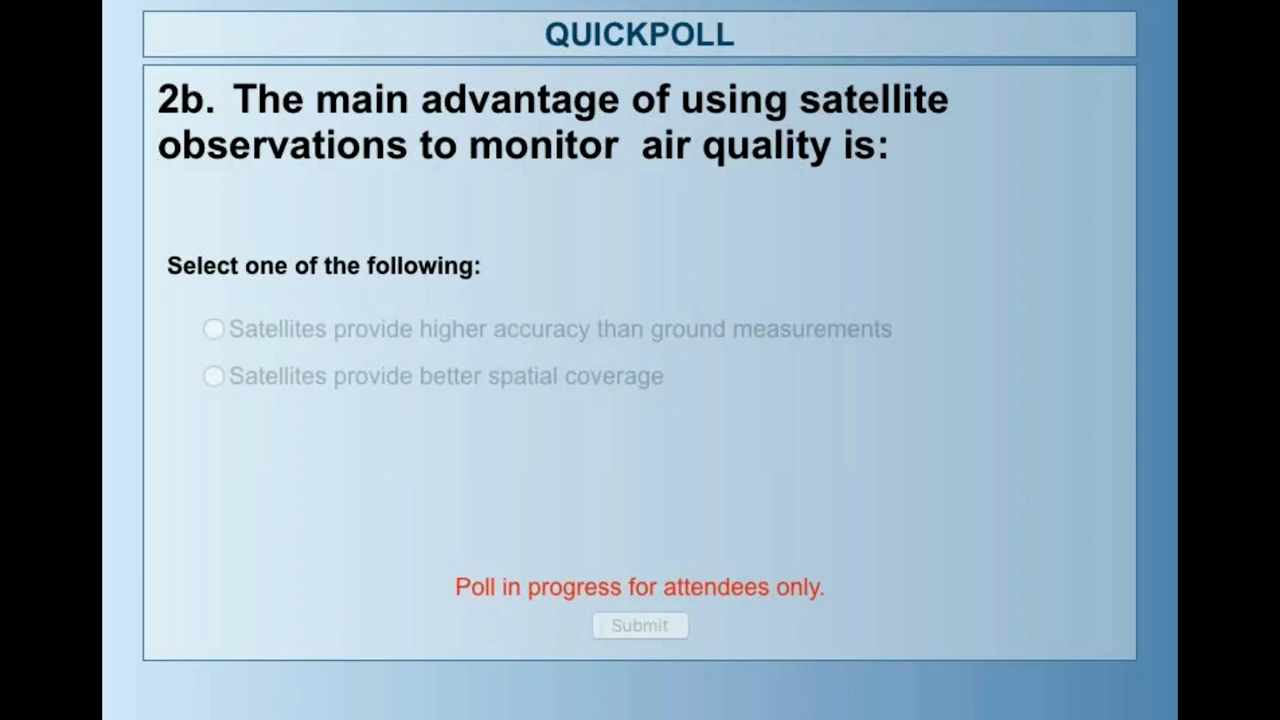 QUICKPOLL
2b. The main advantage of using satellite
observations to monitor air quality is:
Select one of the following:
Satellites provide higher accuracy than ground measurements
Satellites provide better spatial coverage
Poll in progress for attendees only.
Submit